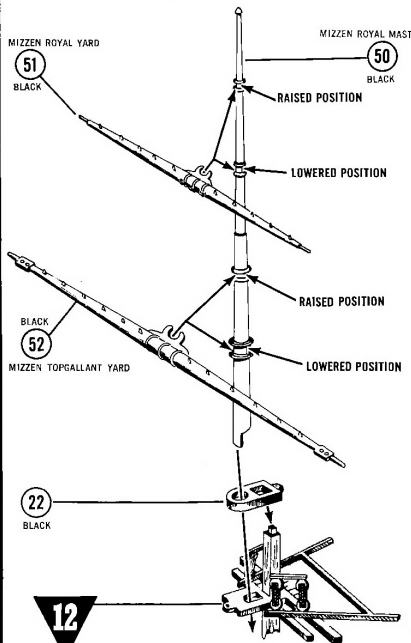 MIZZEN ROYAL MAST
50
BLACK
MIZZEN ROYAL YARD
51
BLACK
RAISED POSITION
LOWERED POSITION
RAISED POSITION
LOWERED POSITION
BLACK
52
MIZZEN TOPGALLANT YARD
22
BLACK
12